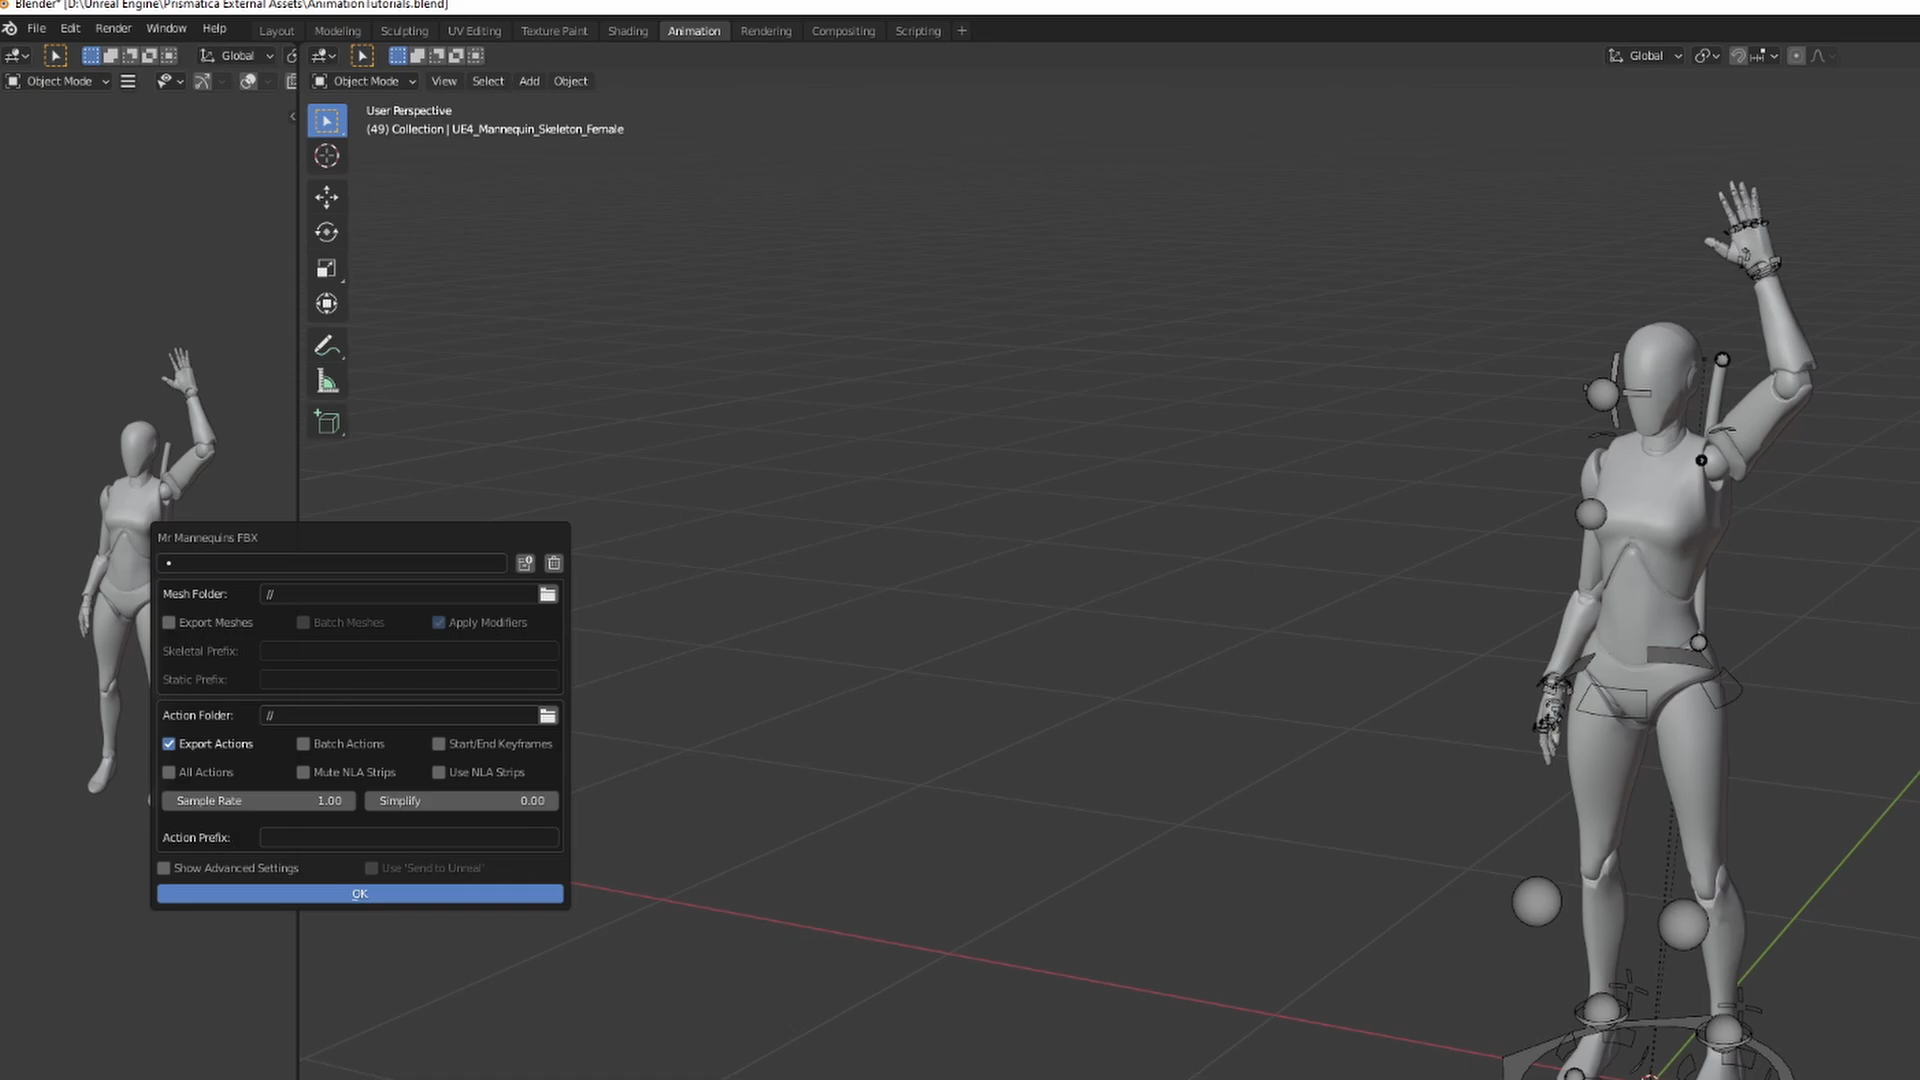 Blender* [D:\Unreal Engine\Prismatica External Assets\AnimationTutorials.blend]
File Edit Render Window Help Layout Modeling Sculpting UV Editing Texture Paint Shading Animation Rendering Compositing Scripting +
Global Global
Object Mode Object Mode View Select Add Object
User Perspective
(49) Collection | UE4_Mannequin_Skeleton_Female
Mr Mannequins FBX
Mesh Folder: //
Export Meshes Batch Meshes Apply Modifiers
Skeletal Prefix:
Static Prefix:
Action Folder: //
Export Actions Batch Actions Start/End Keyframes
All Actions Mute NLA Strips Use NLA Strips
Sample Rate 1.00 Simplify 0.00
Action Prefix:
Show Advanced Settings Use 'Send to Unreal'
OK